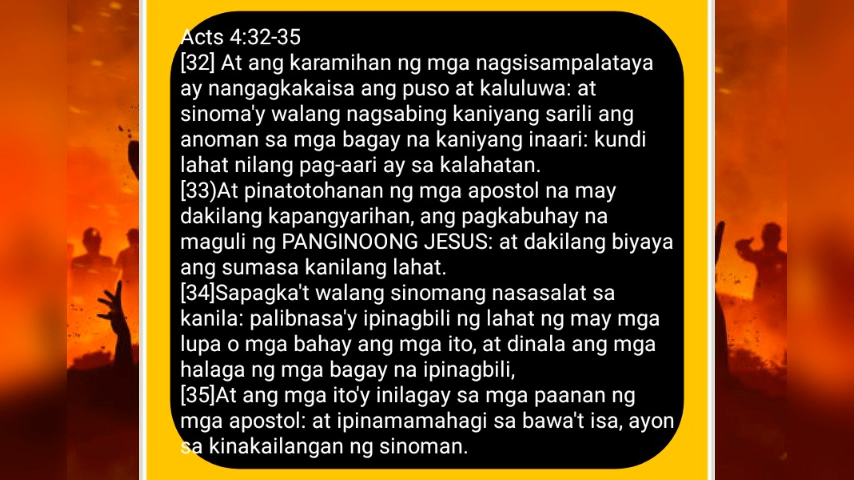 Acts 4:32-35
[32] At ang karamihan ng mga nagsisampalataya
ay nangagkakaisa ang puso at kaluluwa: at
sinoma'y walang nagsabing kaniyang sarili ang
anoman sa mga bagay na kaniyang inaari: kundi
lahat nilang pag-aari ay sa kalahatan.
[33)At pinatotohanan ng mga apostol na may
dakilang kapangyarihan, ang pagkabuhay na
maguli ng PANGINOONG JESUS: at dakilang biyaya
ang sumasa kanilang lahat.
[34]Sapagka't walang sinomang nasasalat sa
kanila: palibnasa'y ipinagbili ng lahat ng may mga
lupa o mga bahay ang mga ito, at dinala ang mga
halaga ng mga bagay na ipinagbili,
[35]At ang mga ito'y inilagay sa mga paanan ng
mga apostol: at ipinamamahagi sa bawa't isa, ayon
sa kinakailangan ng sinoman.